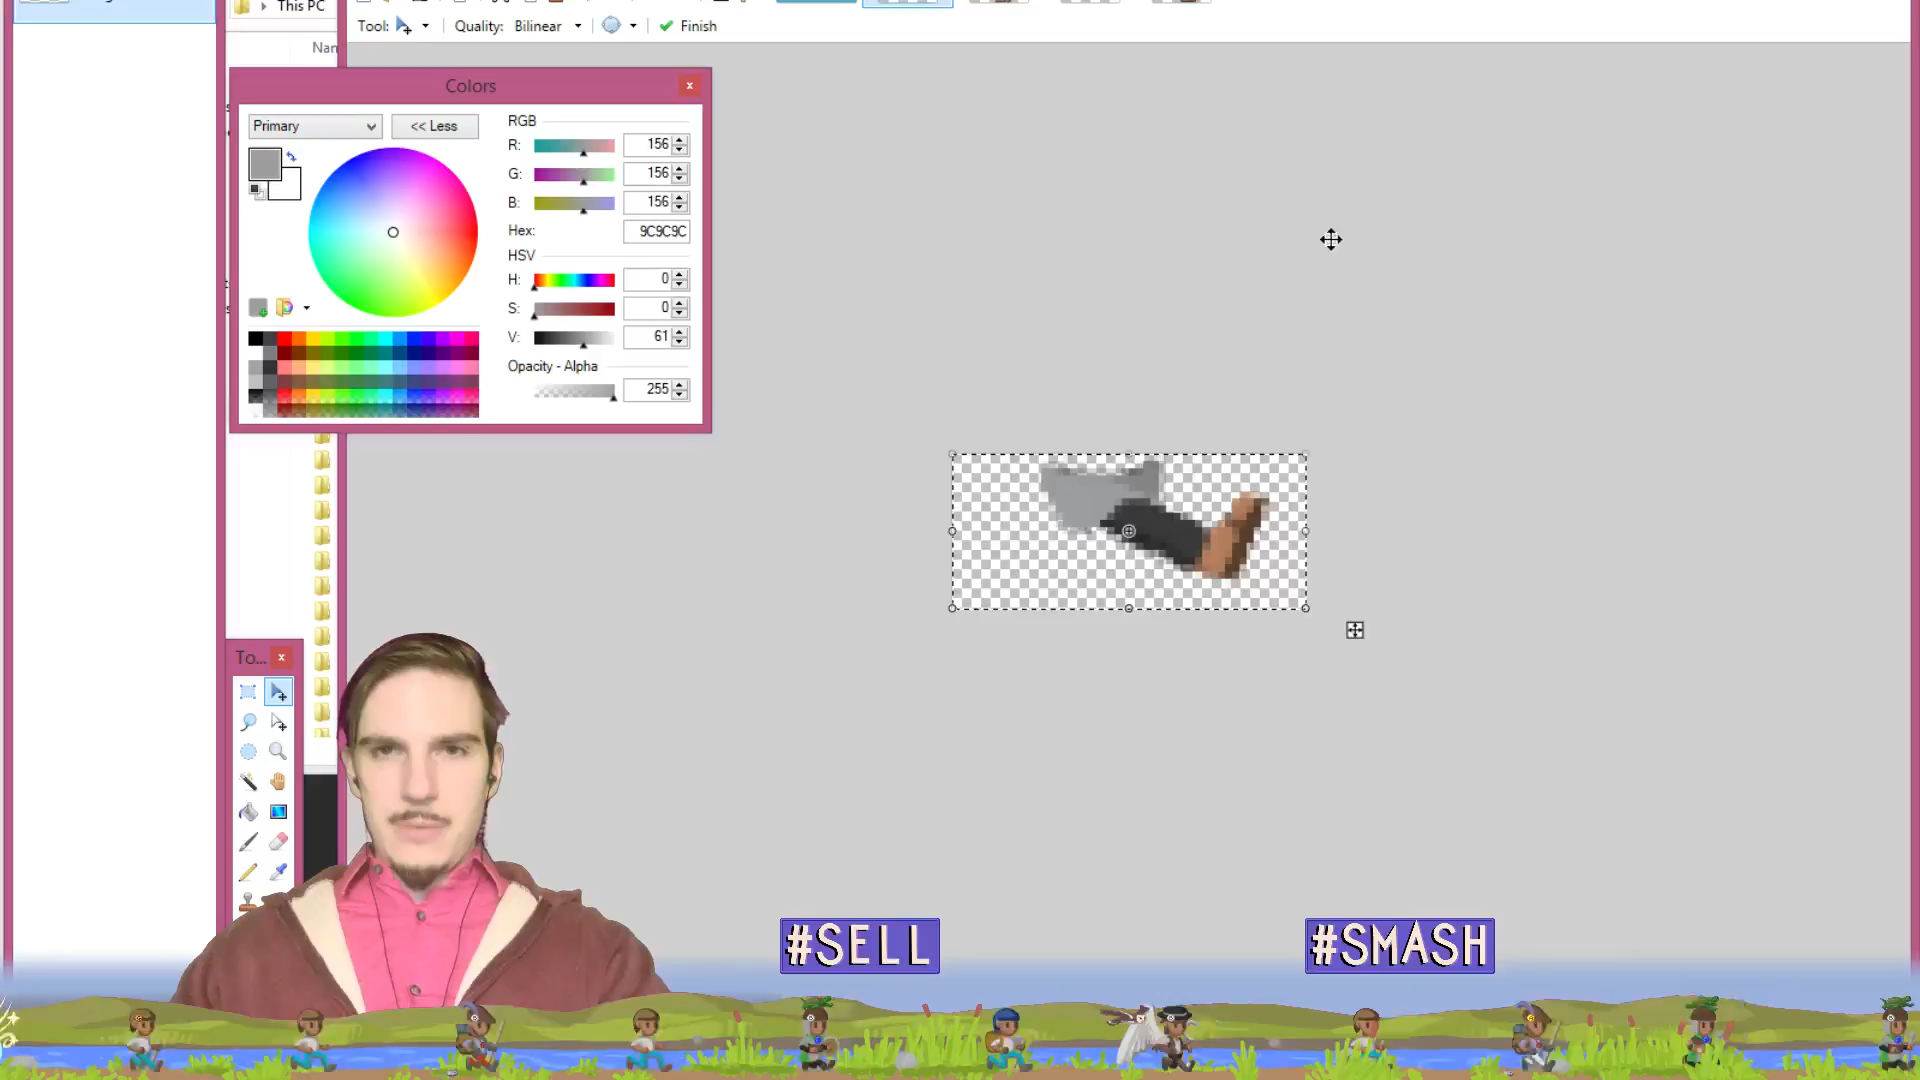 This PC
Nan
Tool:
Quality: Bilinear
Finish
Colors
Primary
<< Less
RGB
R: 156
G: 156
B: 156
Hex: 9C9C9C
HSV
H: 0
S: 0
V: 61
Opacity - Alpha
255
To...
#SELL
#SMASH